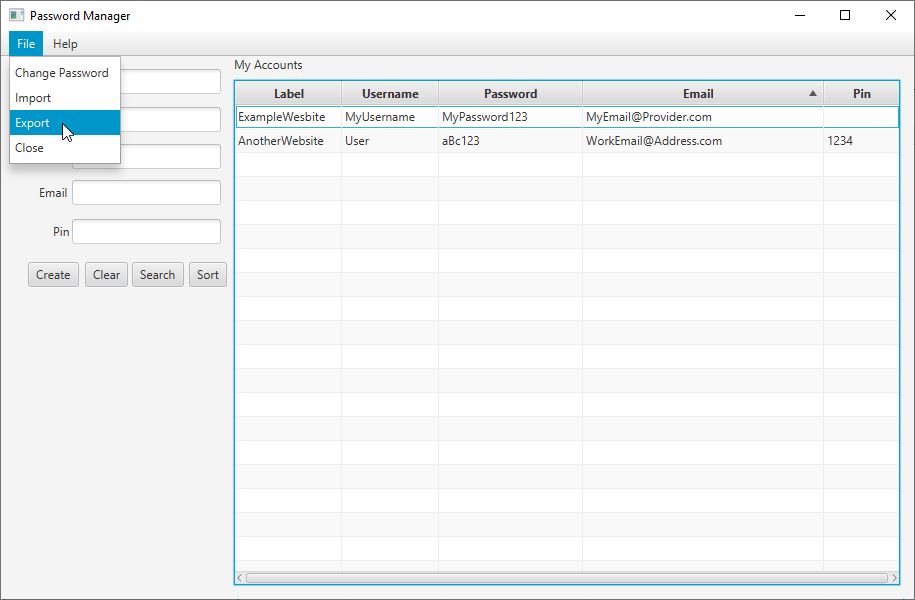 Password Manager
File Help
Change Password
Import
Export
Close
Email
Pin
Create Clear Search Sort
My Accounts
Label Username Password Email Pin
ExampleWesbite MyUsername MyPassword123 MyEmail@Provider.com
AnotherWebsite User aBc123 WorkEmail@Address.com 1234